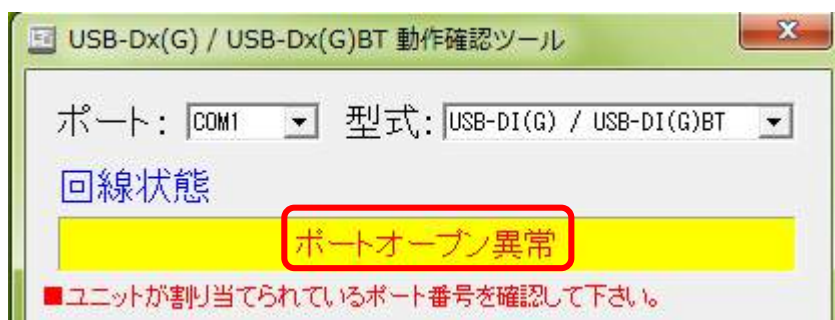 USB-Dx(G) / USB-Dx(G)BT 動作確認ツール
ポート: COM1 型式: USB-DI(G) / USB-DI(G)BT
回線状態
ポートオープン異常
■ユニットが割り当てられているポート番号を確認して下さい。